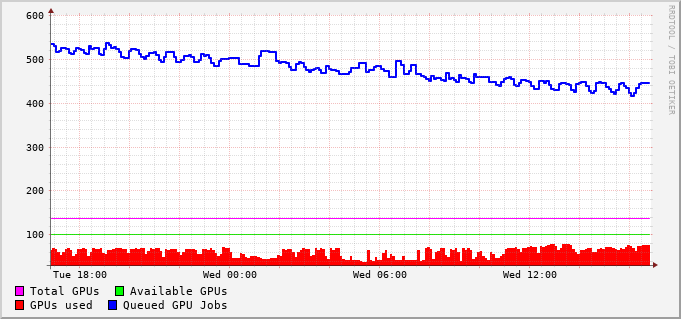 600
500
400
300
200
100
Tue 18:00 Wed 00:00 Wed 06:00 Wed 12:00
Total GPUs Available GPUs
GPUs used Queued GPU Jobs
RRDTOOL / TOBI OETIKER